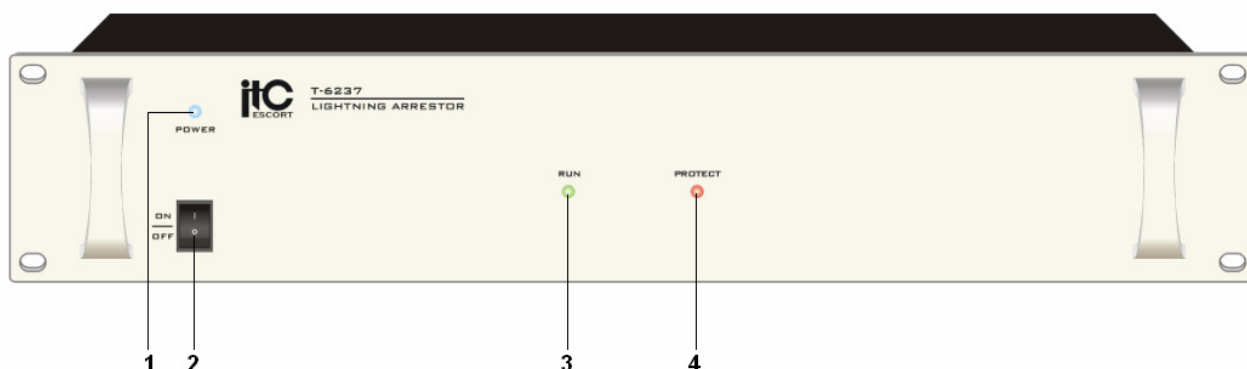 itc
ESCORT
T-6237
LIGHTNING ARRESTOR
POWER
RUN
PROTECT
ON
OFF
I
O
1
2
3
4